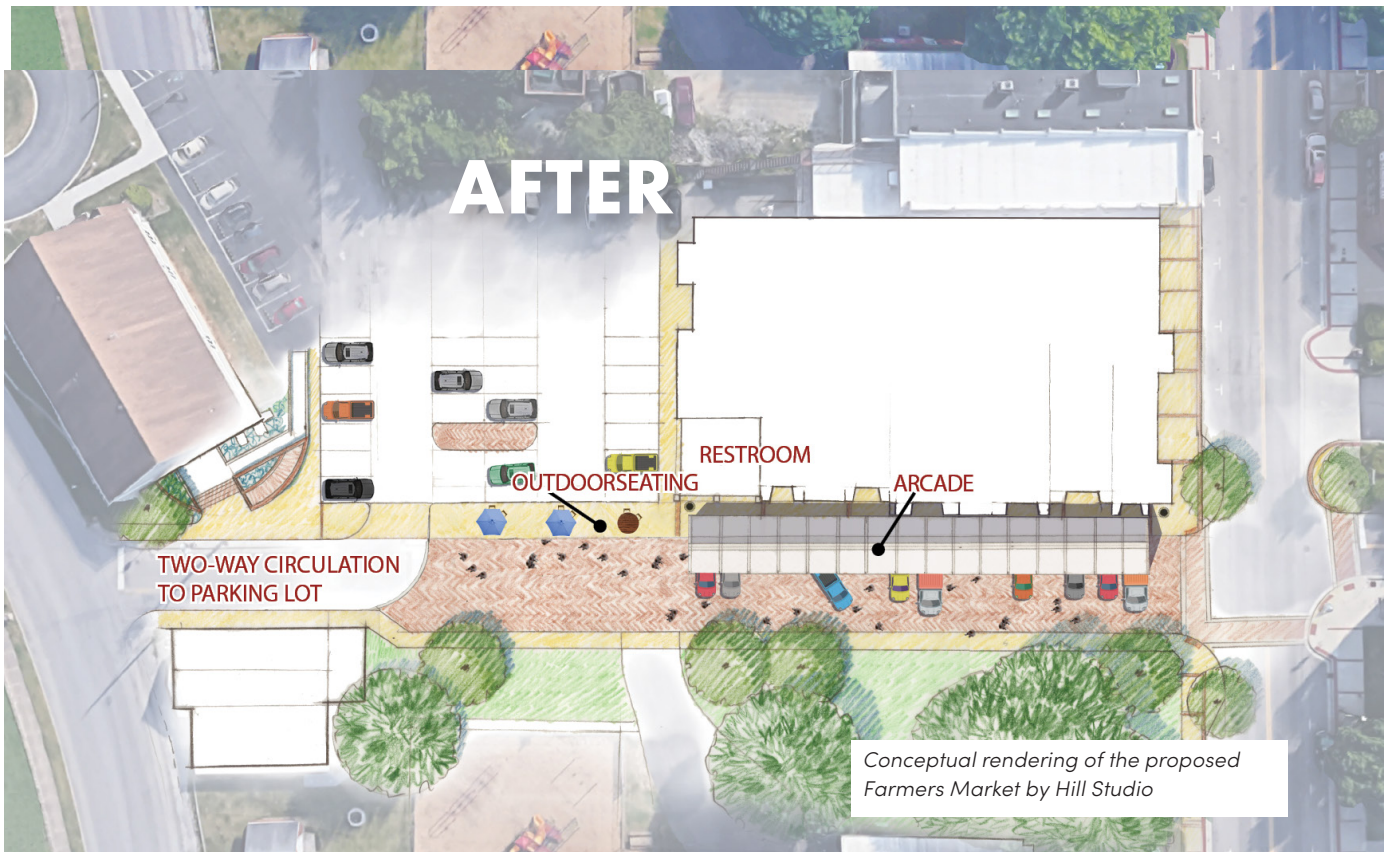 AFTER
RESTROOM
OUTDOORSEATING
ARCADE
TWO-WAY CIRCULATION
TO PARKING LOT
Conceptual rendering of the proposed
Farmers Market by Hill Studio